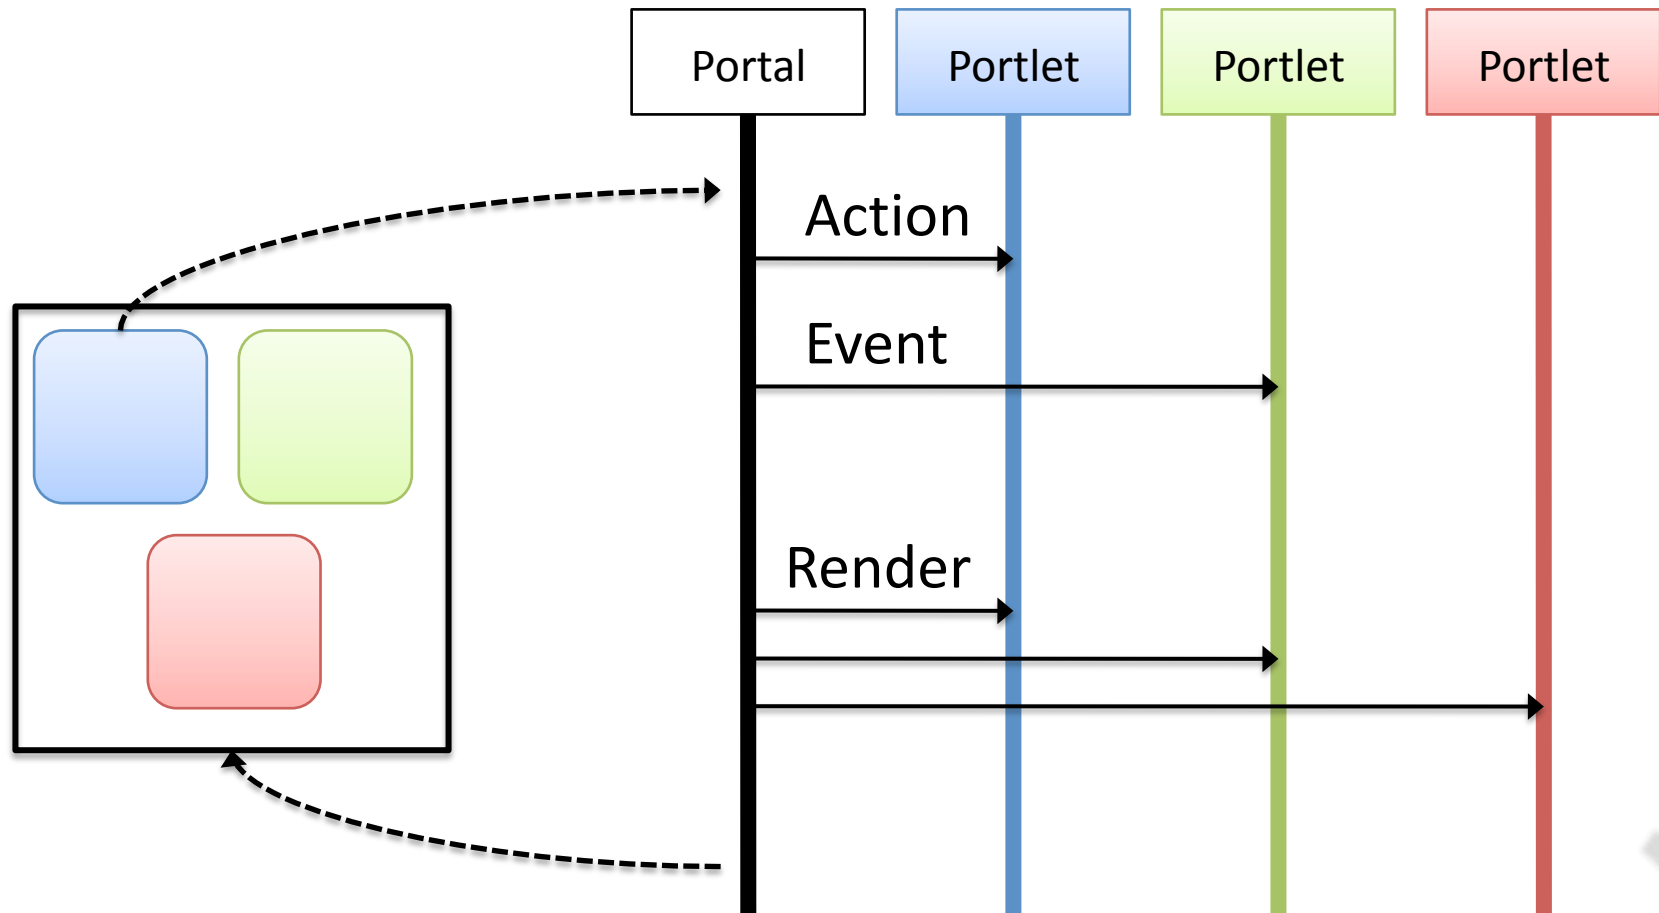 Portal
Portlet
Portlet
Portlet
Action
Event
Render